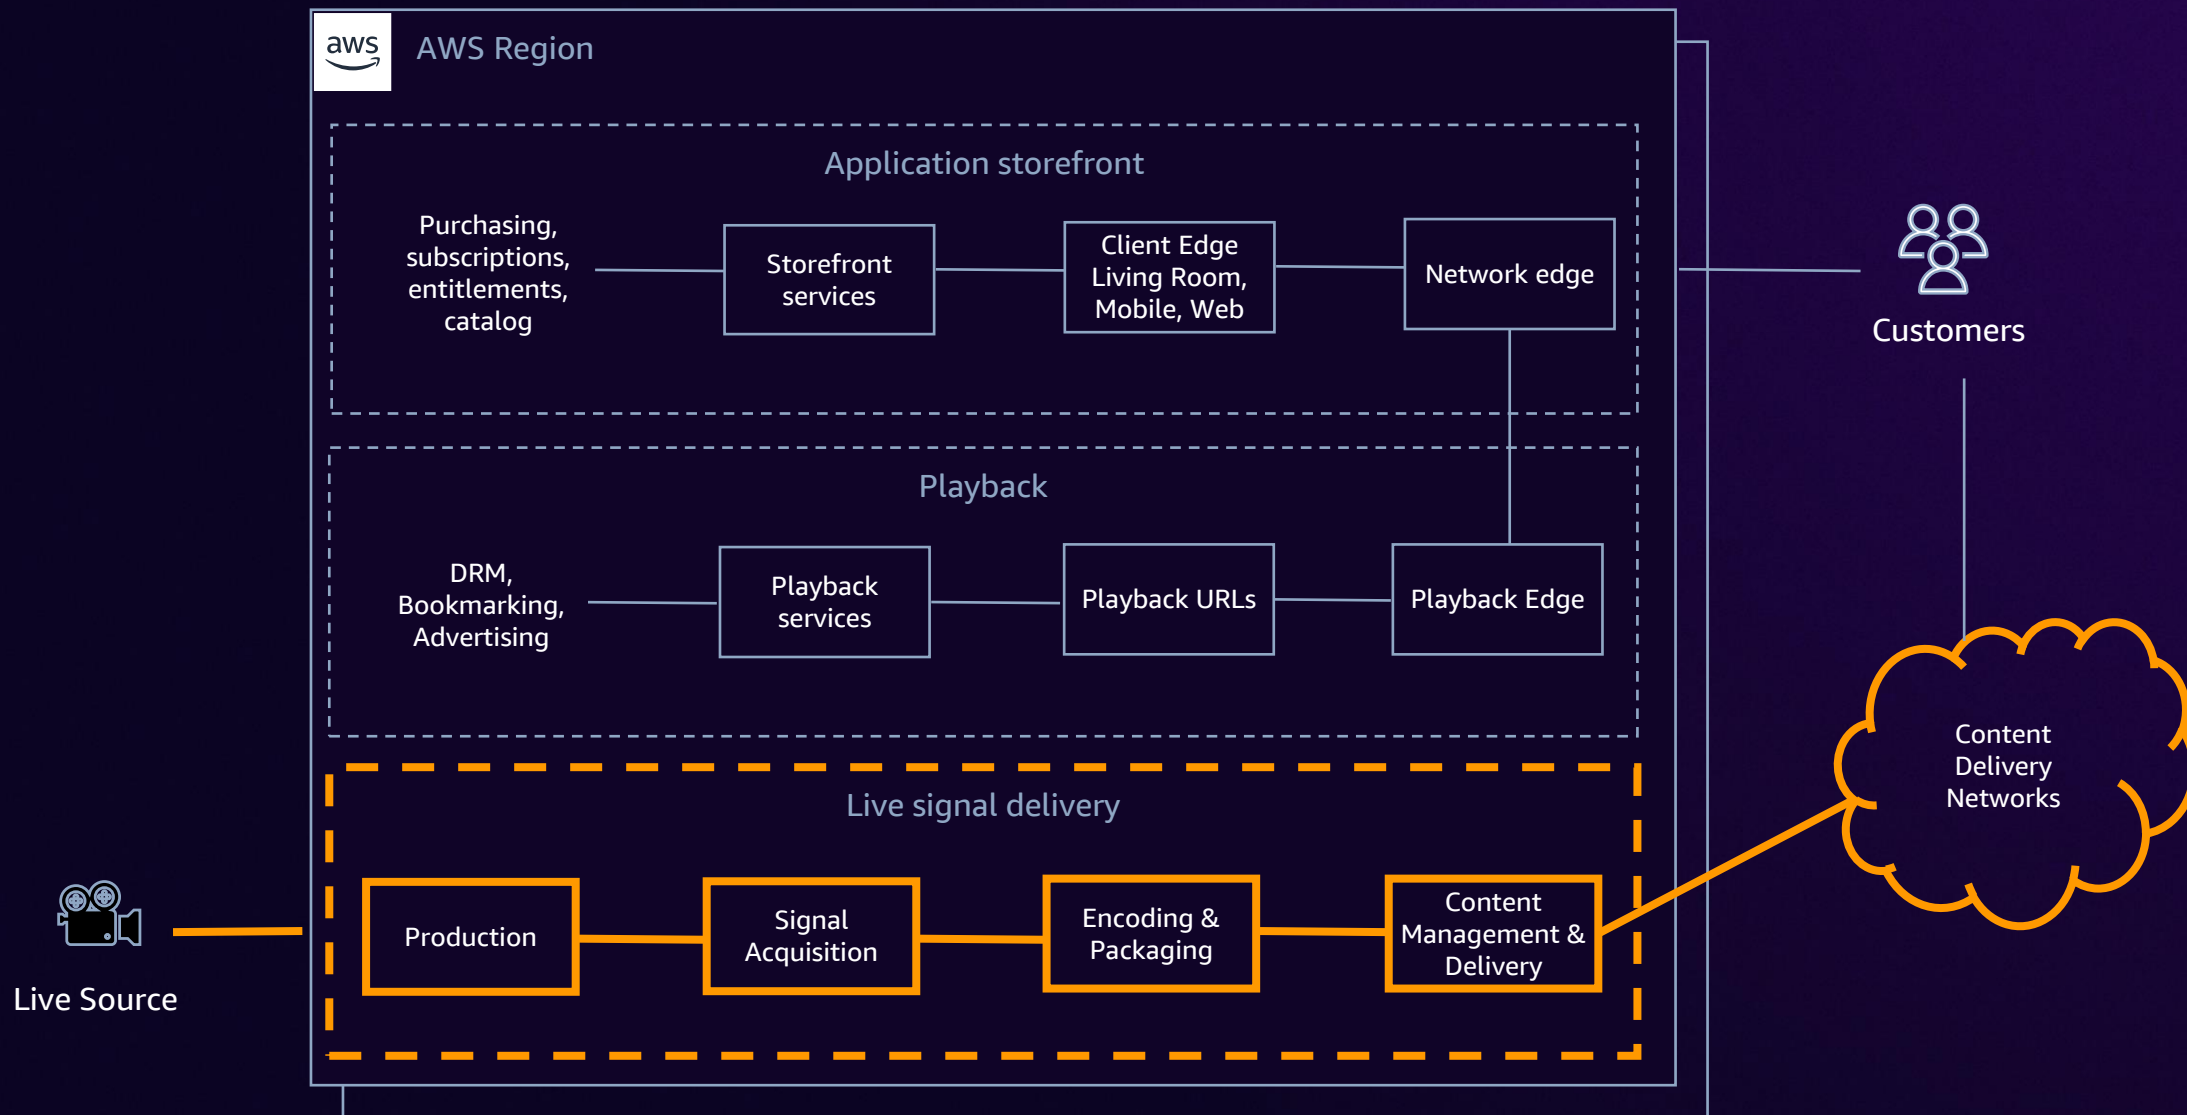 aws
AWS Region
Application storefront
Purchasing,
subscriptions,
entitlements,
catalog
Storefront
services
Client Edge
Living Room,
Mobile, Web
Network edge
Customers
Playback
DRM,
Bookmarking,
Advertising
Playback
services
Playback URLs
Playback Edge
Content
Delivery
Networks
Live signal delivery
Live Source
Production
Signal
Acquisition
Encoding &
Packaging
Content
Management &
Delivery